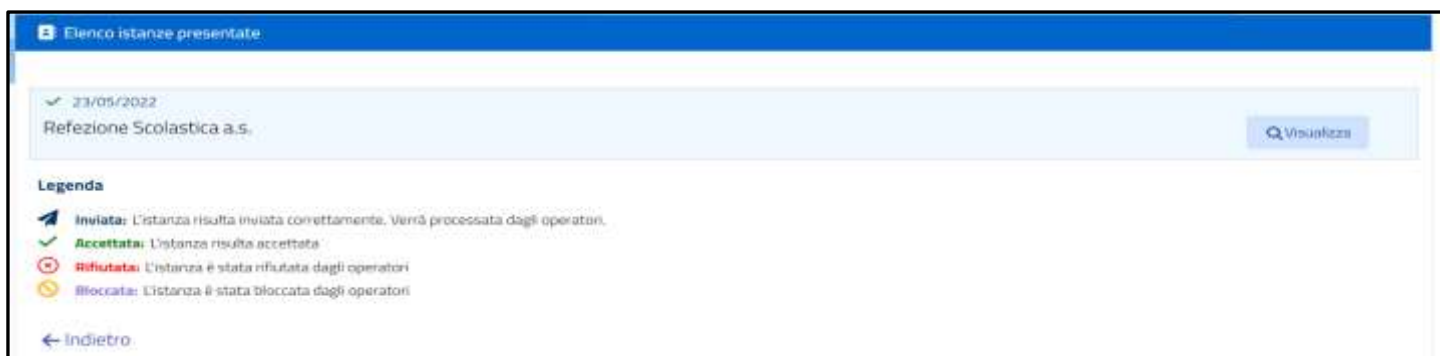 Elenco istanze presentate
23/05/2022
Refezione Scolastica a.s.
Visualizza
Legenda
Inviata: L'istanza risulta inviata correttamente. Verrà processata dagli operatori.
Accettata: L'istanza risulta accettata
Rifiutata: L'istanza è stata rifiutata dagli operatori
Bloccata: L'istanza è stata bloccata dagli operatori
Indietro